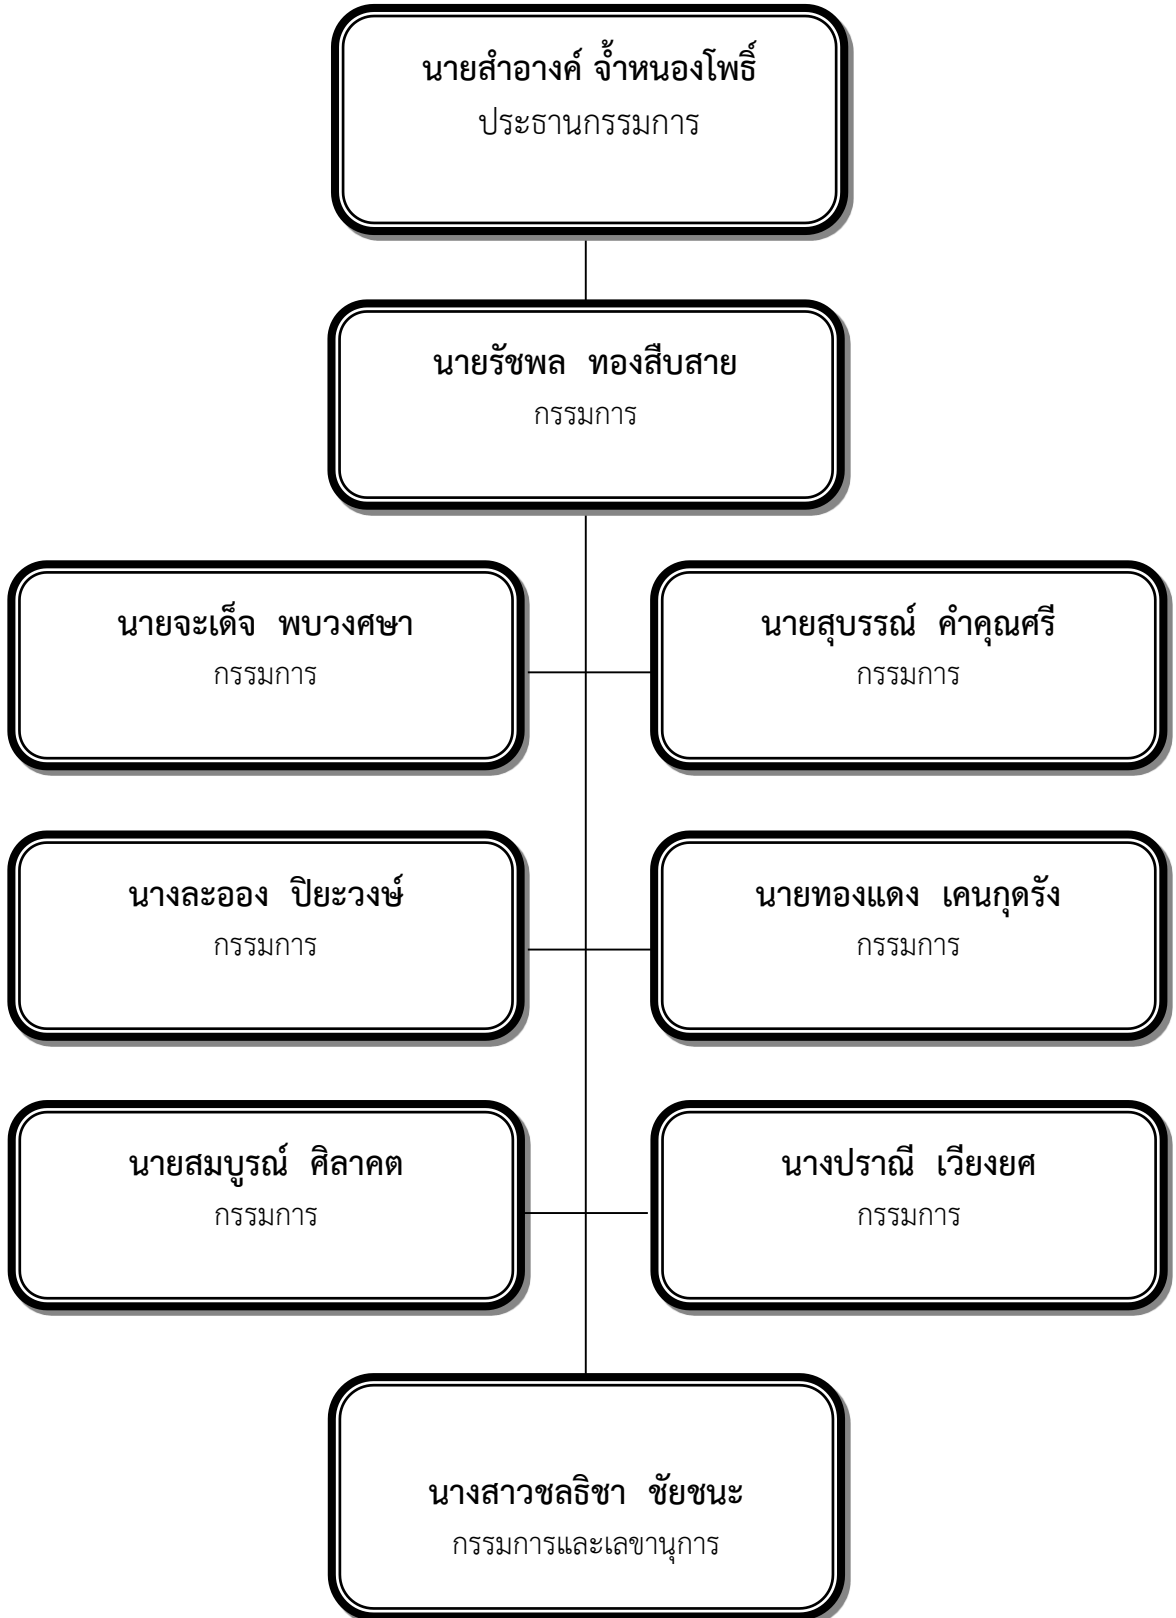 นายสำอางค์ จ้ำหนองโพธิ์
ประธานกรรมการ
นายรัชพล ทองสืบสาย
กรรมการ
นายจะเด็จ พบวงศษา
กรรมการ
นายสุบรรณ์ คำคุณศรี
กรรมการ
นางละออง ปิยะวงษ์
กรรมการ
นายทองแดง เคนกุดรัง
กรรมการ
นายสมบูรณ์ ศิลาคต
กรรมการ
นางปราณี เวียงยศ
กรรมการ
นางสาวชลธิชา ชัยชนะ
กรรมการและเลขานุการ